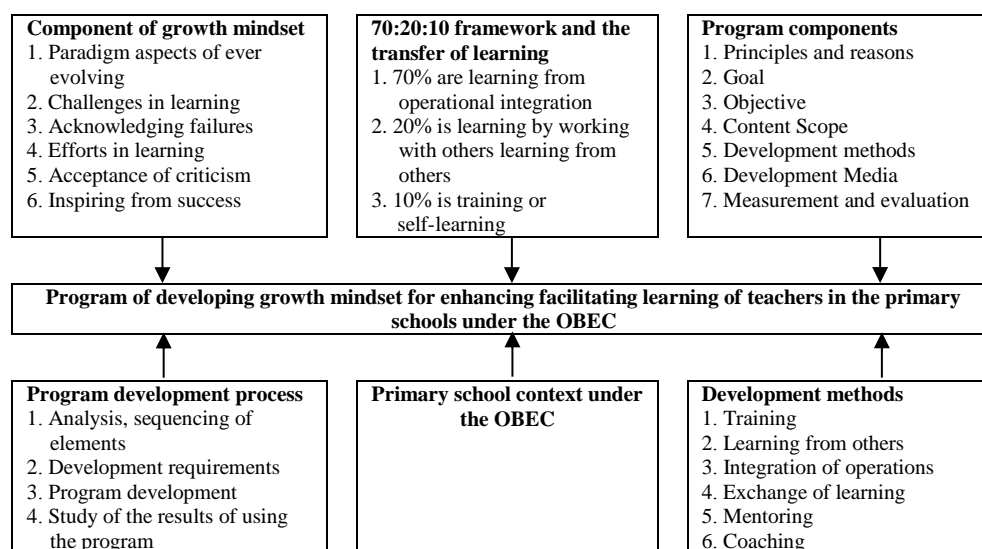 Component of growth mindset
1. Paradigm aspects of ever
evolving
2. Challenges in learning
3. Acknowledging failures
4. Efforts in learning
5. Acceptance of criticism
6. Inspiring from success
70:20:10 framework and the
transfer of learning
1. 70% are learning from
operational integration
2. 20% is learning by working
with others learning from
others
3. 10% is training or
self-learning
Program components
1. Principles and reasons
2. Goal
3. Objective
4. Content Scope
5. Development methods
6. Development Media
7. Measurement and evaluation
Program of developing growth mindset for enhancing facilitating learning of teachers in the primary
schools under the OBEC
Program development process
1. Analysis, sequencing of
elements
2. Development requirements
3. Program development
4. Study of the results of using
the program
Primary school context under
the OBEC
Development methods
1. Training
2. Learning from others
3. Integration of operations
4. Exchange of learning
5. Mentoring
6. Coaching